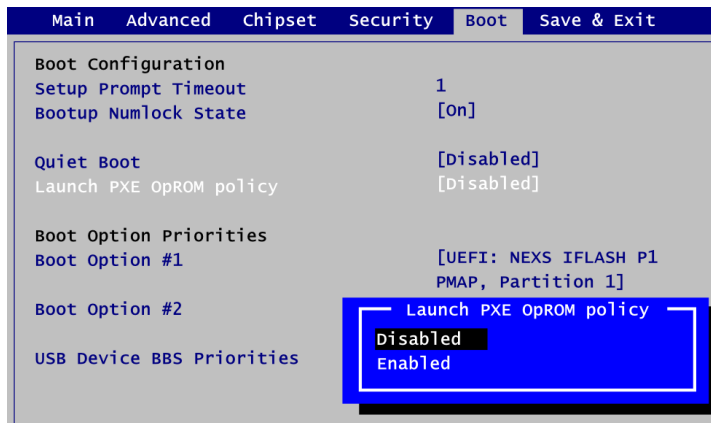 Main Advanced Chipset Security Boot Save & Exit
Boot Configuration
Setup Prompt Timeout 1
Bootup Numlock State [On]
Quiet Boot [Disabled]
Launch PXE OpROM policy [Disabled]
Boot Option Priorities
Boot Option #1 [UEFI: NEXS IFLASH P1
PMAP, Partition 1]
Boot Option #2
USB Device BBS Priorities
Launch PXE OpROM policy
Disabled
Enabled